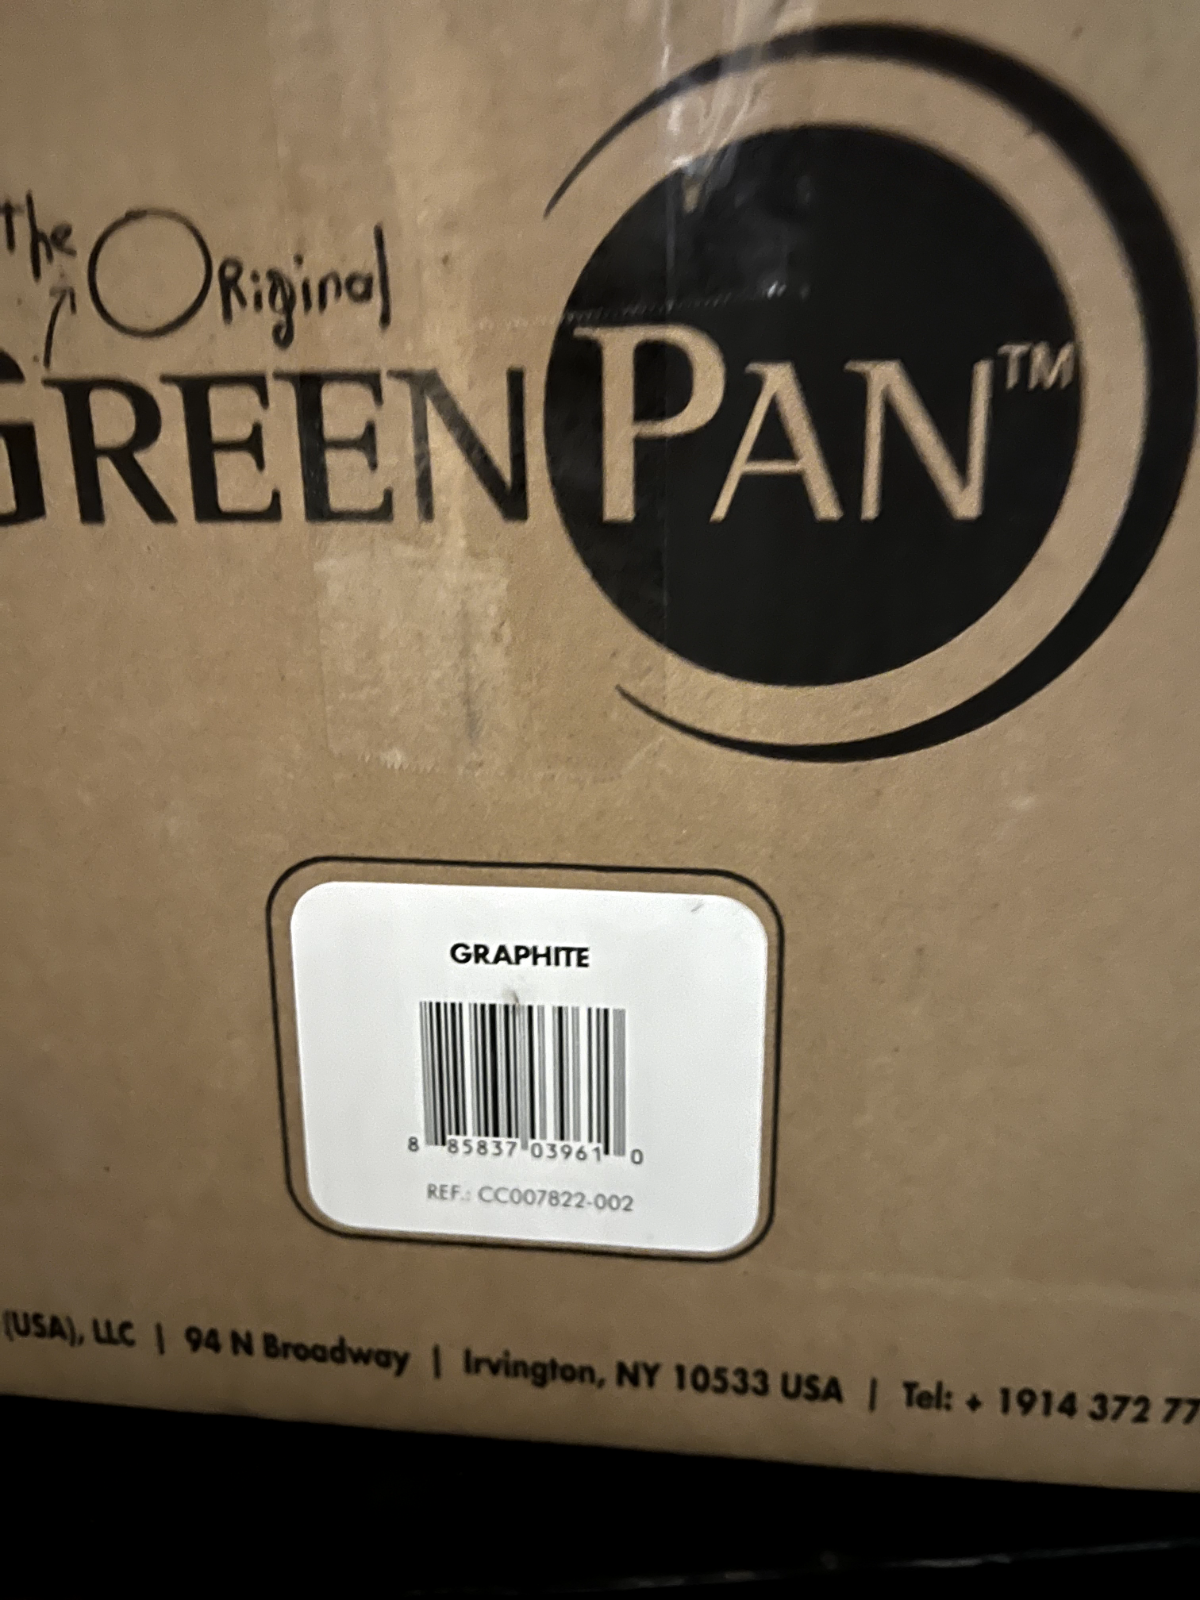 The Original
GREENPAN™
GRAPHITE
8 85837 03961 0
REF.: CC007822-002
(USA), LLC | 94 N Broadway | Irvington, NY 10533 USA | Tel: + 1914 372 77